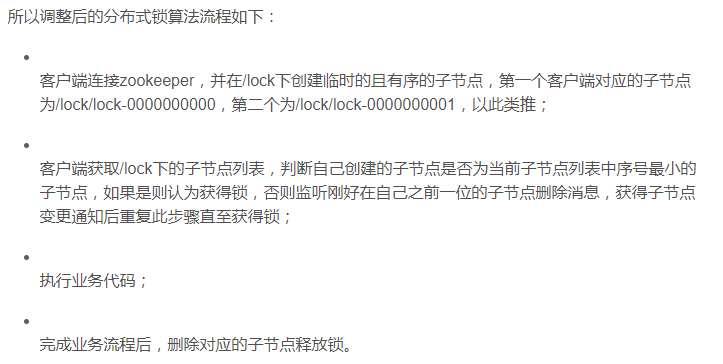 所以调整后的分布式锁算法流程如下：
客户端连接zookeeper，并在/lock下创建临时的且有序的子节点，第一个客户端对应的子节点
为/lock/lock-0000000000，第二个为/lock/lock-0000000001，以此类推；
客户端获取/lock下的子节点列表，判断自己创建的子节点是否为当前子节点列表中序号最小的
子节点，如果是则认为获得锁，否则监听刚好在自己之前一位的子节点删除消息，获得子节点
变更通知后重复此步骤直至获得锁；
执行业务代码；
完成业务流程后，删除对应的子节点释放锁。